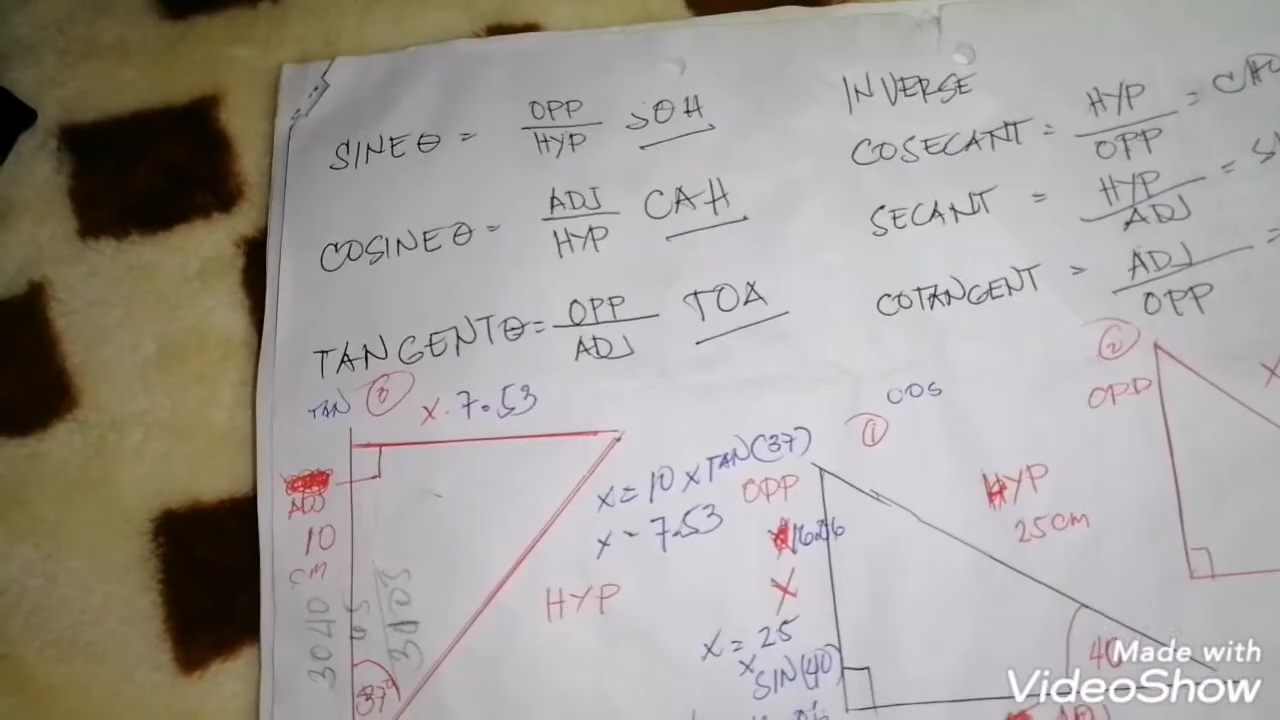 SINE θ = OPP/HYP SOH
COSINE θ = ADJ/HYP CAH
TANGENT θ = OPP/ADJ TOA
INVERSE
COSECANT = HYP/OPP =
SECANT = HYP/ADJ =
COTANGENT = ADJ/OPP =
TAN ③ X 7.53
ADJ
10
cm
37°
HYP
X = 10 x TAN(37)
X = 7.53
① COS
OPP
X
X = 25
x SIN(40)
HYP
25cm
40
ADJ
②
OPP
X
Made with
VideoShow